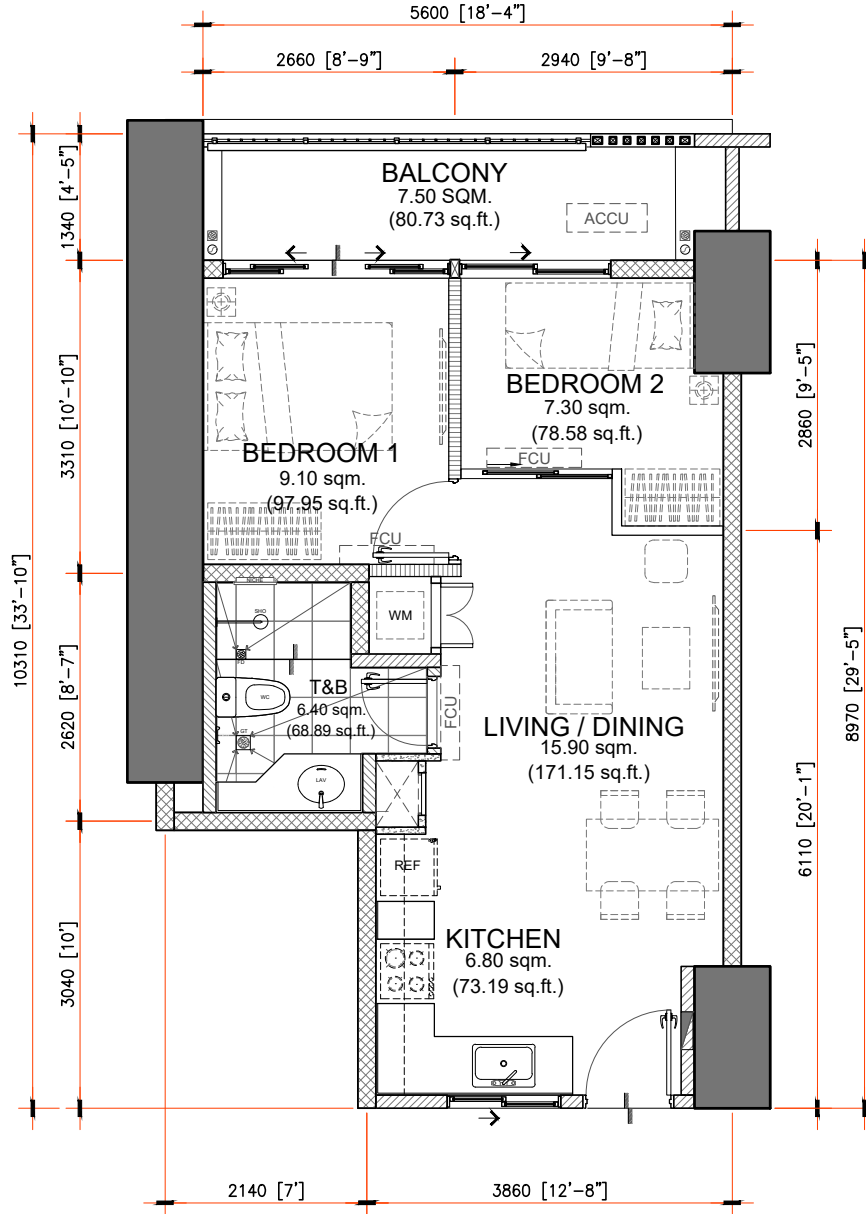 5600 [18'-4"]
2660 [8'-9"]
2940 [9'-8"]
1340 [4'-5"]
BALCONY
7.50 SQM.
(80.73 sq.ft.)
ACCU
3310 [10'-10"]
2860 [9'-5"]
BEDROOM 2
7.30 sqm.
(78.58 sq.ft.)
FCU
BEDROOM 1
9.10 sqm.
(97.95 sq.ft.)
FCU
10310 [33'-10"]
8970 [29'-5"]
NICHE
SHO
WM
FD
2620 [8'-7"]
T&B
6.40 sqm.
(68.89 sq.ft.)
WC
FCU
GT
LAV
LIVING / DINING
15.90 sqm.
(171.15 sq.ft.)
6110 [20'-1"]
REF
KITCHEN
6.80 sqm.
(73.19 sq.ft.)
3040 [10']
2140 [7']
3860 [12'-8"]